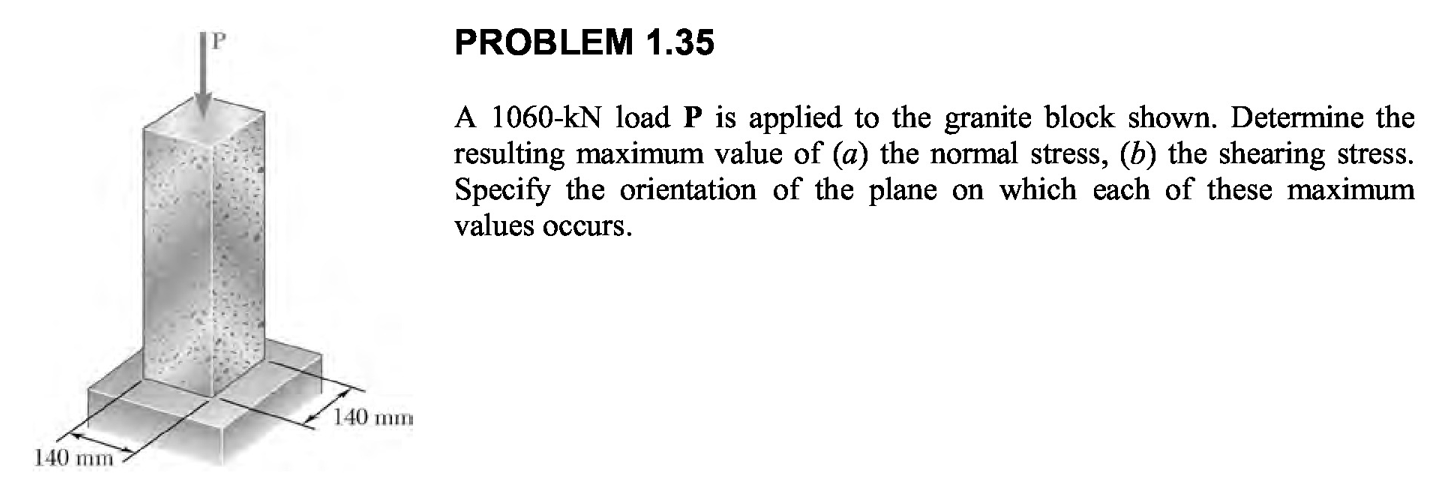 P
PROBLEM 1.35
A 1060-kN load P is applied to the granite block shown. Determine the
resulting maximum value of (a) the normal stress, (b) the shearing stress.
Specify the orientation of the plane on which each of these maximum
values occurs.
140 mm
140 mm